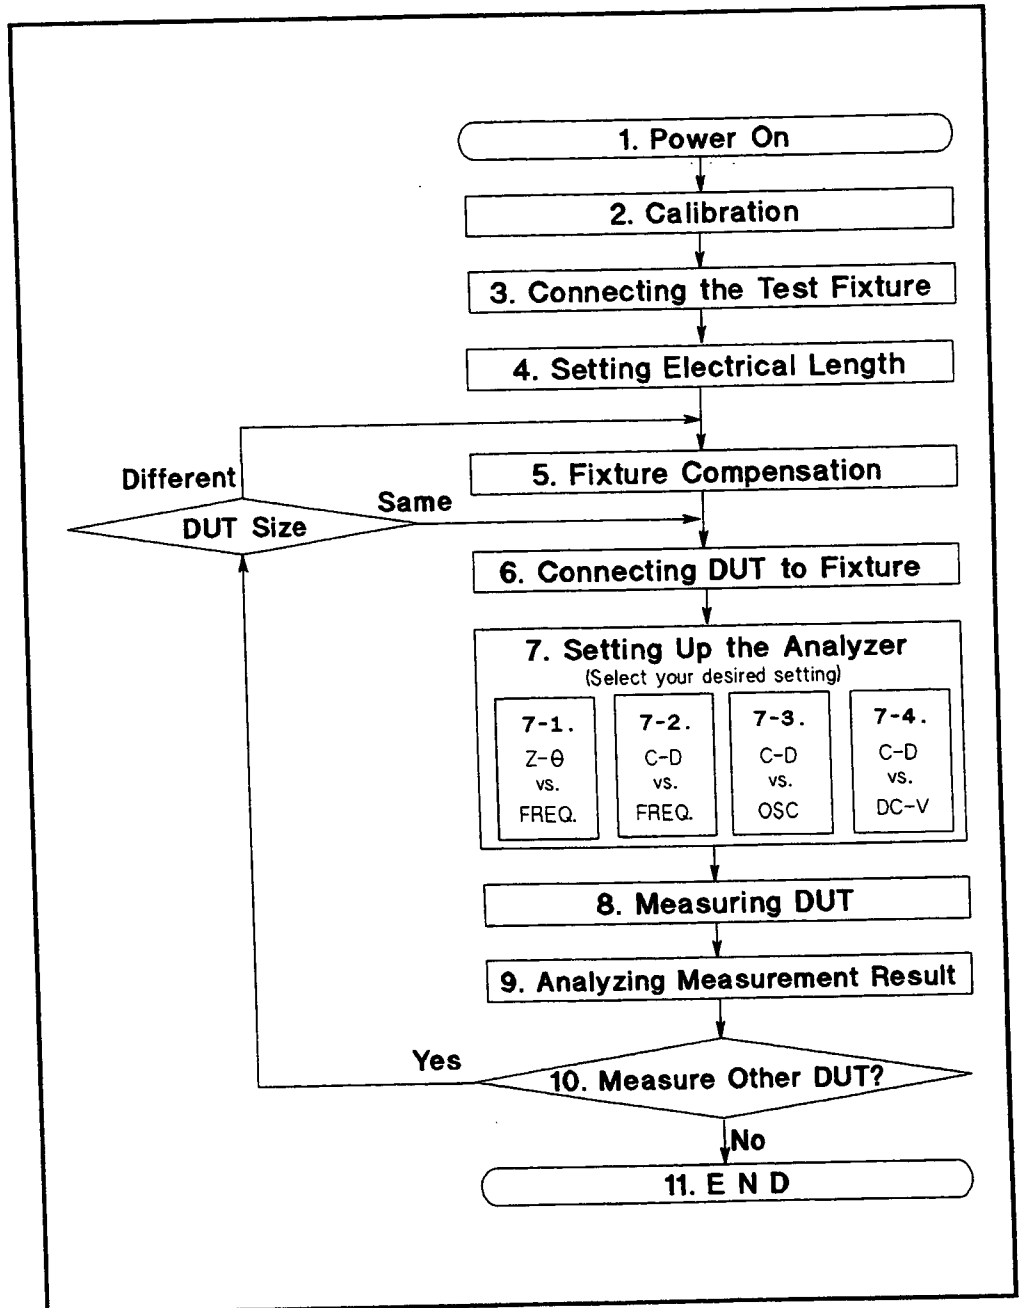 1. Power On
2. Calibration
3. Connecting the Test Fixture
4. Setting Electrical Length
Different
5. Fixture Compensation
Same
DUT Size
6. Connecting DUT to Fixture
7. Setting Up the Analyzer
(Select your desired setting)
7-1.
Z-θ
vs.
FREQ.
7-2.
C-D
vs.
FREQ.
7-3.
C-D
vs.
OSC
7-4.
C-D
vs.
DC-V
8. Measuring DUT
9. Analyzing Measurement Result
Yes
10. Measure Other DUT?
No
11. E N D